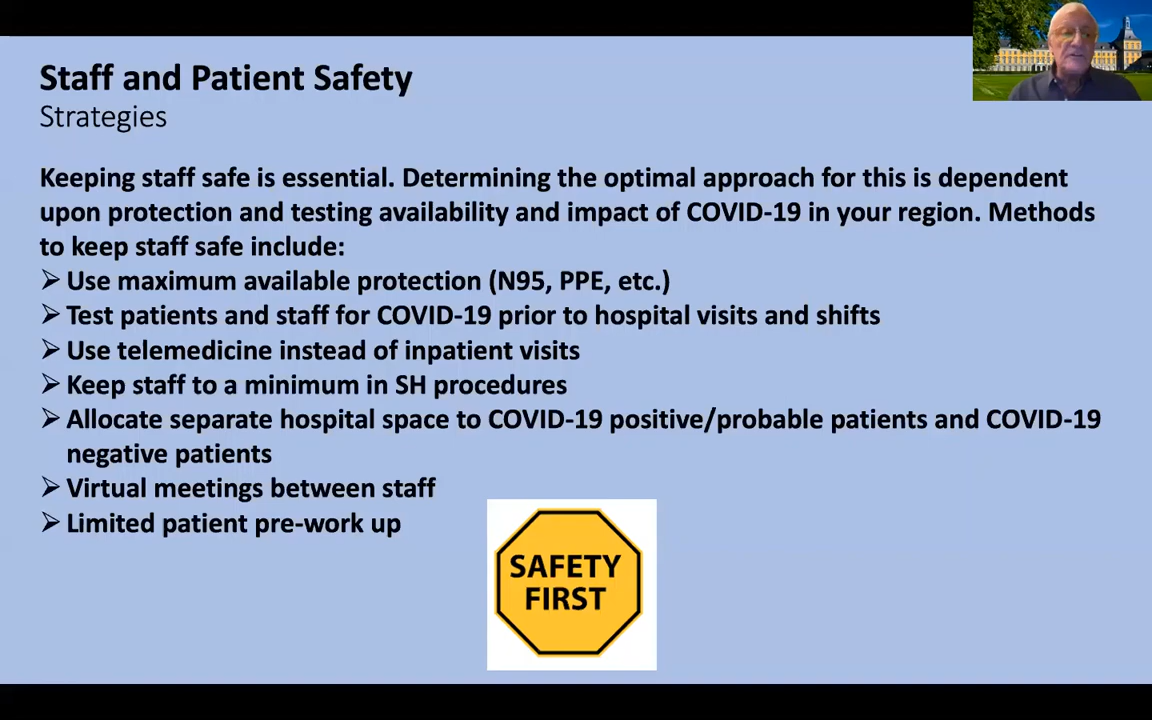 Staff and Patient Safety
Strategies
Keeping staff safe is essential. Determining the optimal approach for this is dependent
upon protection and testing availability and impact of COVID-19 in your region. Methods
to keep staff safe include:
➢ Use maximum available protection (N95, PPE, etc.)
➢ Test patients and staff for COVID-19 prior to hospital visits and shifts
➢ Use telemedicine instead of inpatient visits
➢ Keep staff to a minimum in SH procedures
➢ Allocate separate hospital space to COVID-19 positive/probable patients and COVID-19
negative patients
➢ Virtual meetings between staff
➢ Limited patient pre-work up
SAFETY
FIRST